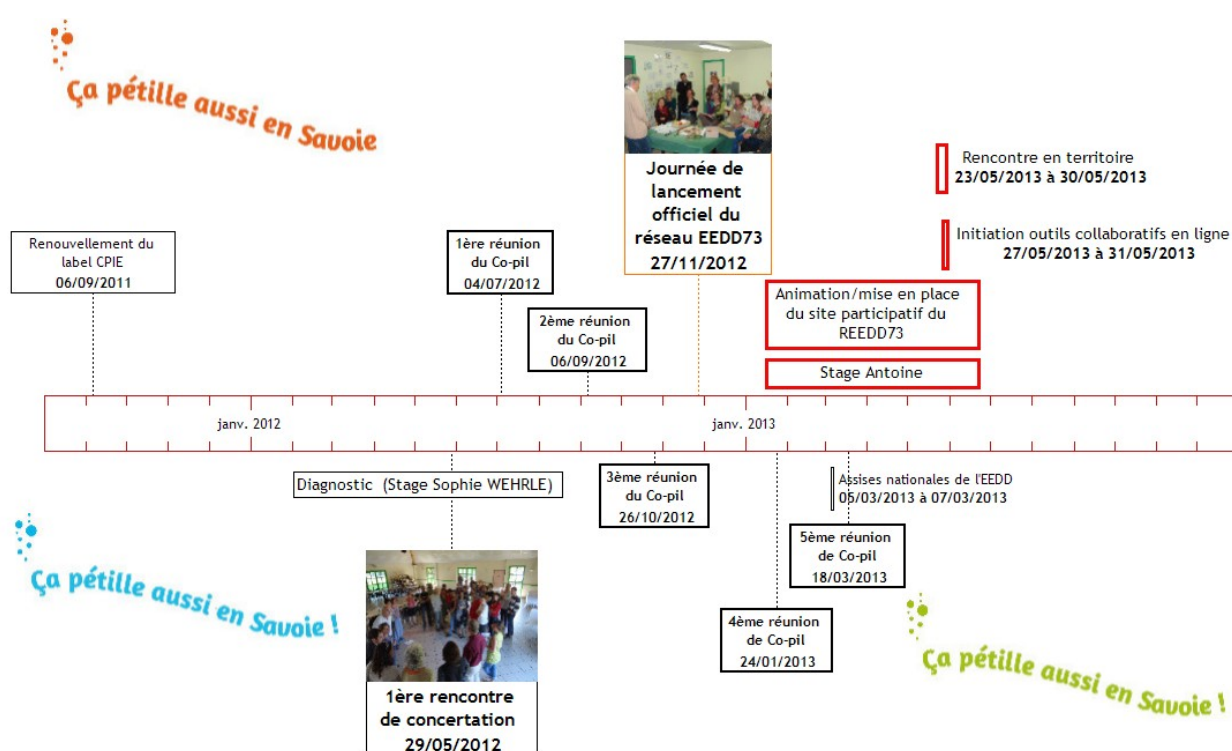 Ça pétille aussi en Savoie
Journée de
lancement
officiel du
réseau EEDD73
27/11/2012
Rencontre en territoire
23/05/2013 à 30/05/2013
Initiation outils collaboratifs en ligne
27/05/2013 à 31/05/2013
Renouvellement du
label CPIE
06/09/2011
1ère réunion
du Co-pil
04/07/2012
2ème réunion
du Co-pil
06/09/2012
Animation/mise en place
du site participatif du
REEDD73
Stage Antoine
janv. 2012
janv. 2013
Diagnostic (Stage Sophie WEHRLE)
3ème réunion
du Co-pil
26/10/2012
Assises nationales de l'EEDD
05/03/2013 à 07/03/2013
5ème réunion
de Co-pil
18/03/2013
4ème réunion
de Co-pil
24/01/2013
Ça pétille aussi en Savoie !
1ère rencontre
de concertation
29/05/2012
Ça pétille aussi en Savoie !